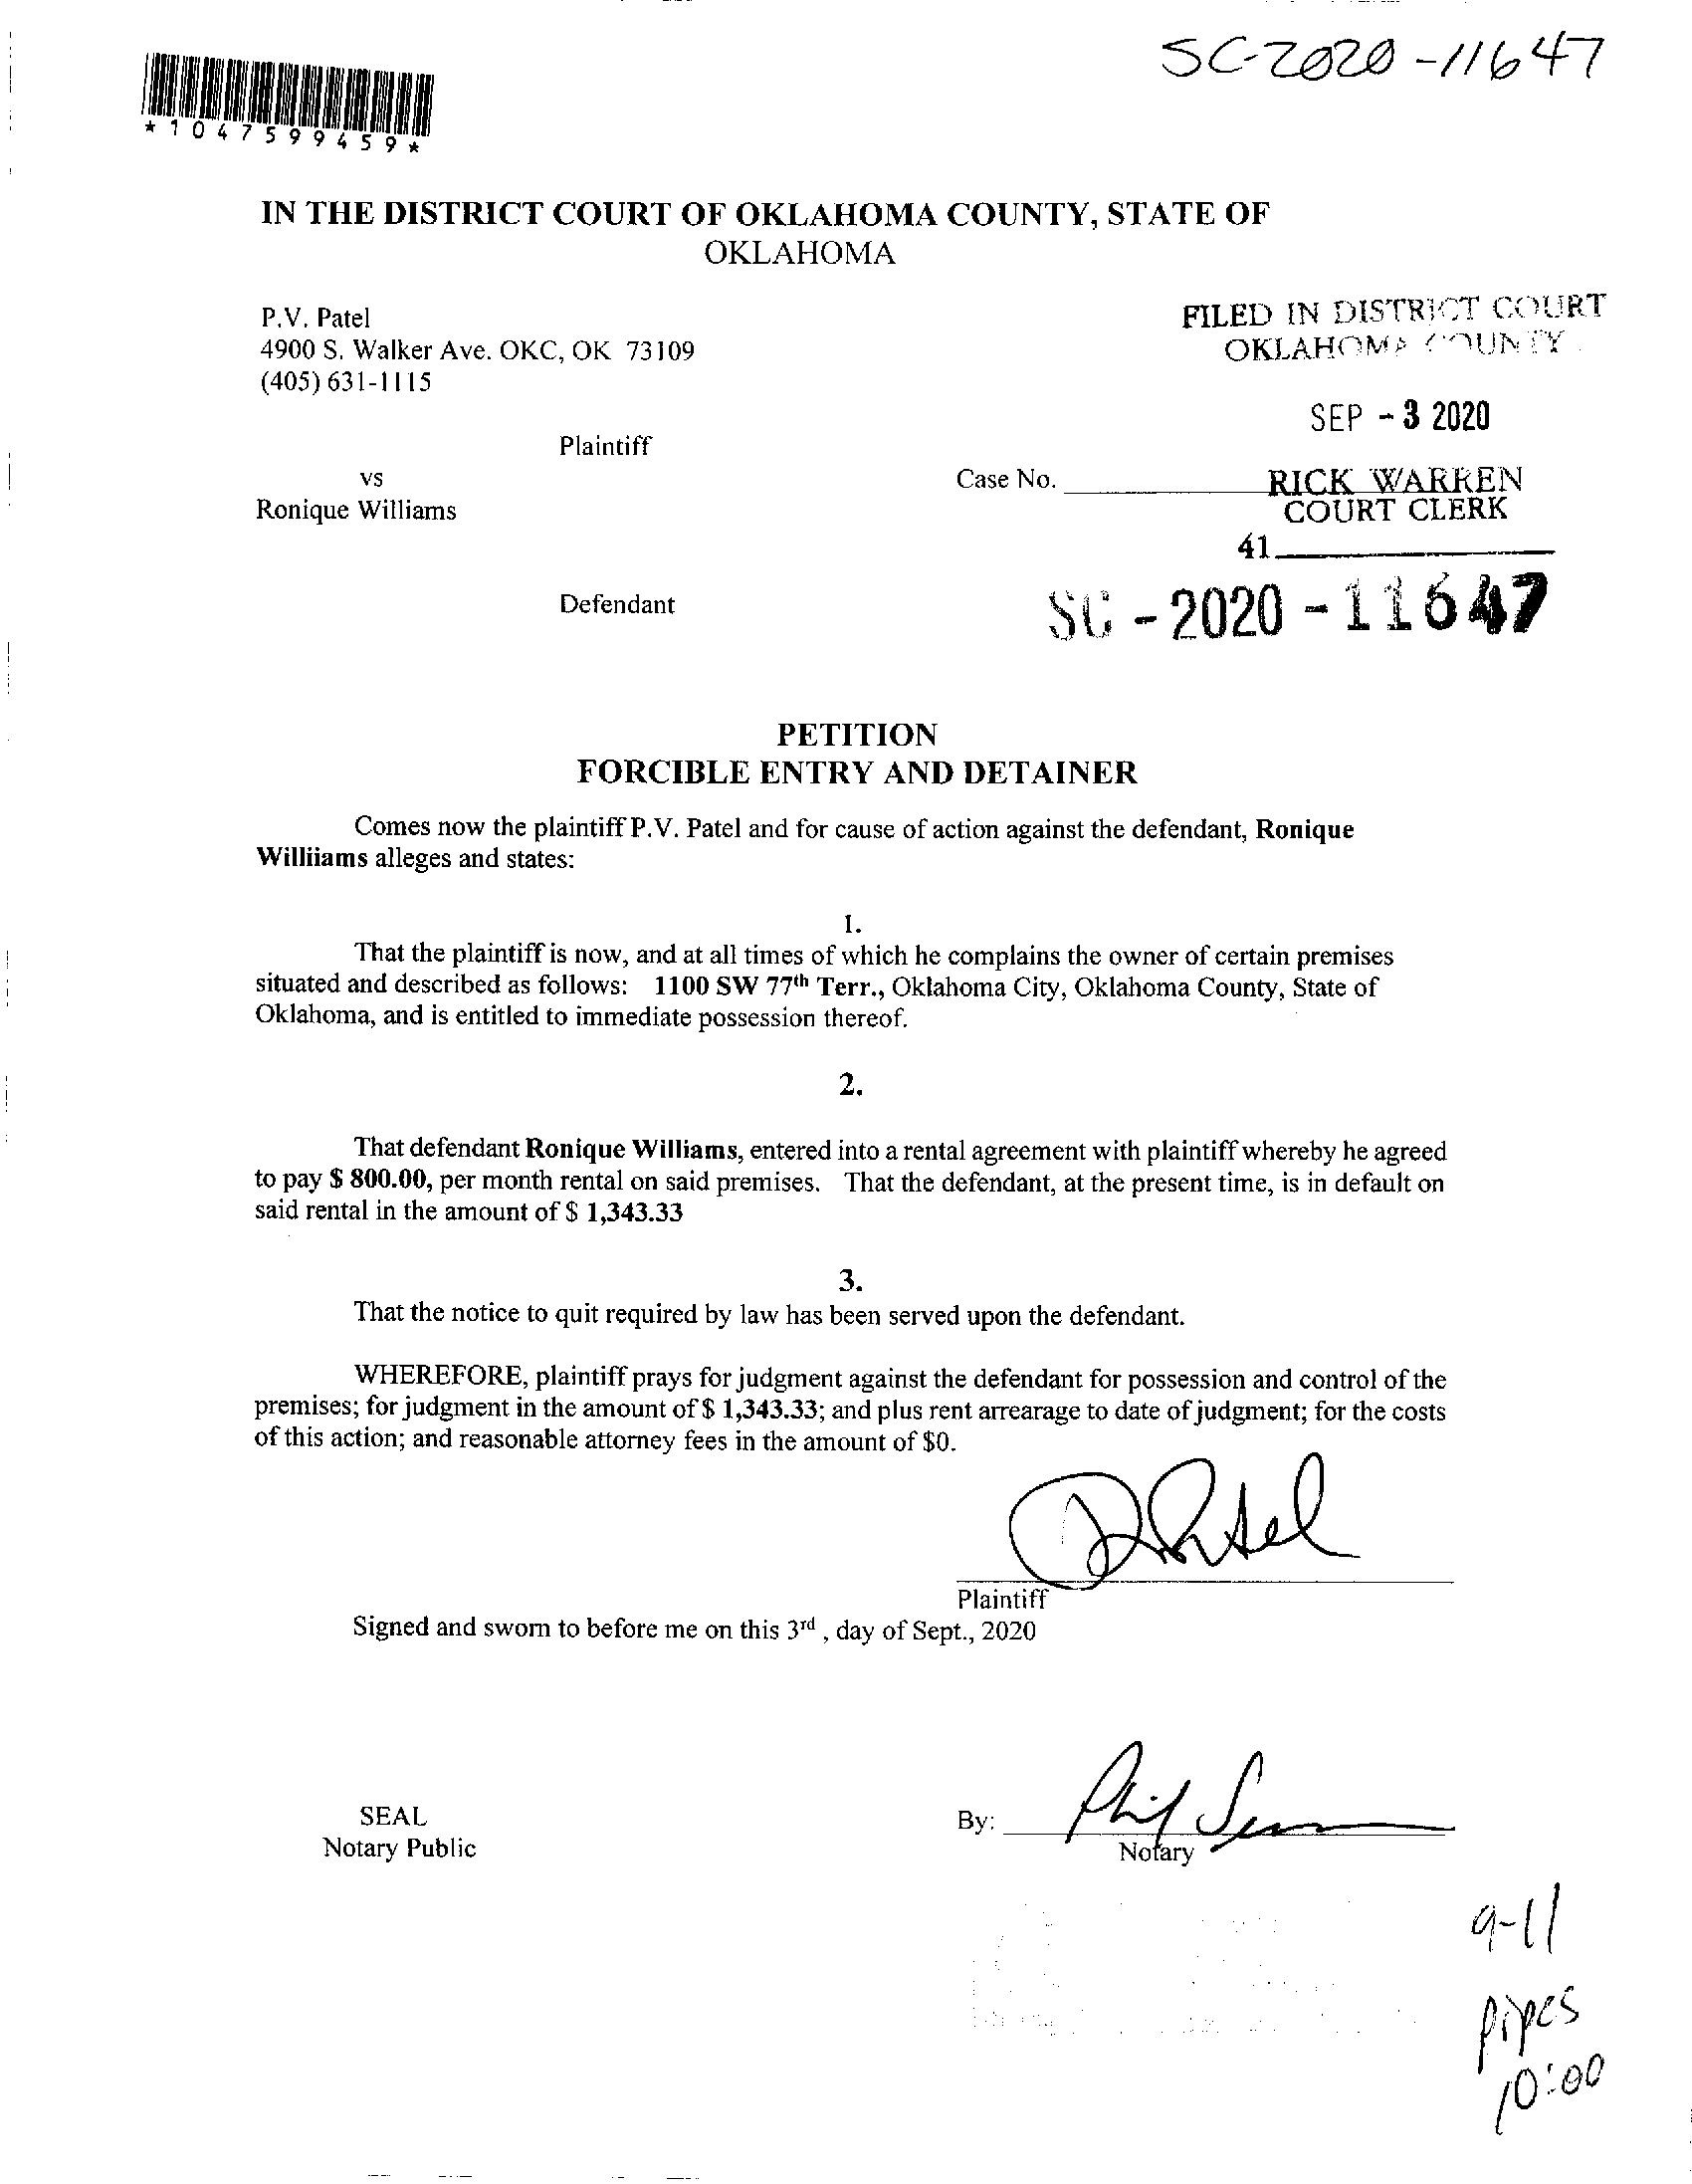 SC-2020-11647
*1047599459*
IN THE DISTRICT COURT OF OKLAHOMA COUNTY, STATE OF
OKLAHOMA
P.V. Patel
4900 S. Walker Ave. OKC, OK 73109
(405) 631-1115
FILED IN DISTRICT COURT
OKLAHOMA COUNTY
SEP - 3 2020
Plaintiff
vs
Case No.
RICK WARREN
COURT CLERK
Ronique Williams
41
Defendant
SC - 2020 - 11647
PETITION
FORCIBLE ENTRY AND DETAINER
Comes now the plaintiff P.V. Patel and for cause of action against the defendant, Ronique
Williiams alleges and states:
1.
That the plaintiff is now, and at all times of which he complains the owner of certain premises
situated and described as follows: 1100 SW 77th Terr., Oklahoma City, Oklahoma County, State of
Oklahoma, and is entitled to immediate possession thereof.
2.
That defendant Ronique Williams, entered into a rental agreement with plaintiff whereby he agreed
to pay $ 800.00, per month rental on said premises. That the defendant, at the present time, is in default on
said rental in the amount of $ 1,343.33
3.
That the notice to quit required by law has been served upon the defendant.
WHEREFORE, plaintiff prays for judgment against the defendant for possession and control of the
premises; for judgment in the amount of $ 1,343.33; and plus rent arrearage to date of judgment; for the costs
of this action; and reasonable attorney fees in the amount of $0.
Plaintiff
Signed and sworn to before me on this 3rd , day of Sept., 2020
SEAL
Notary Public
By:
Notary
9-11
pipes
10:00